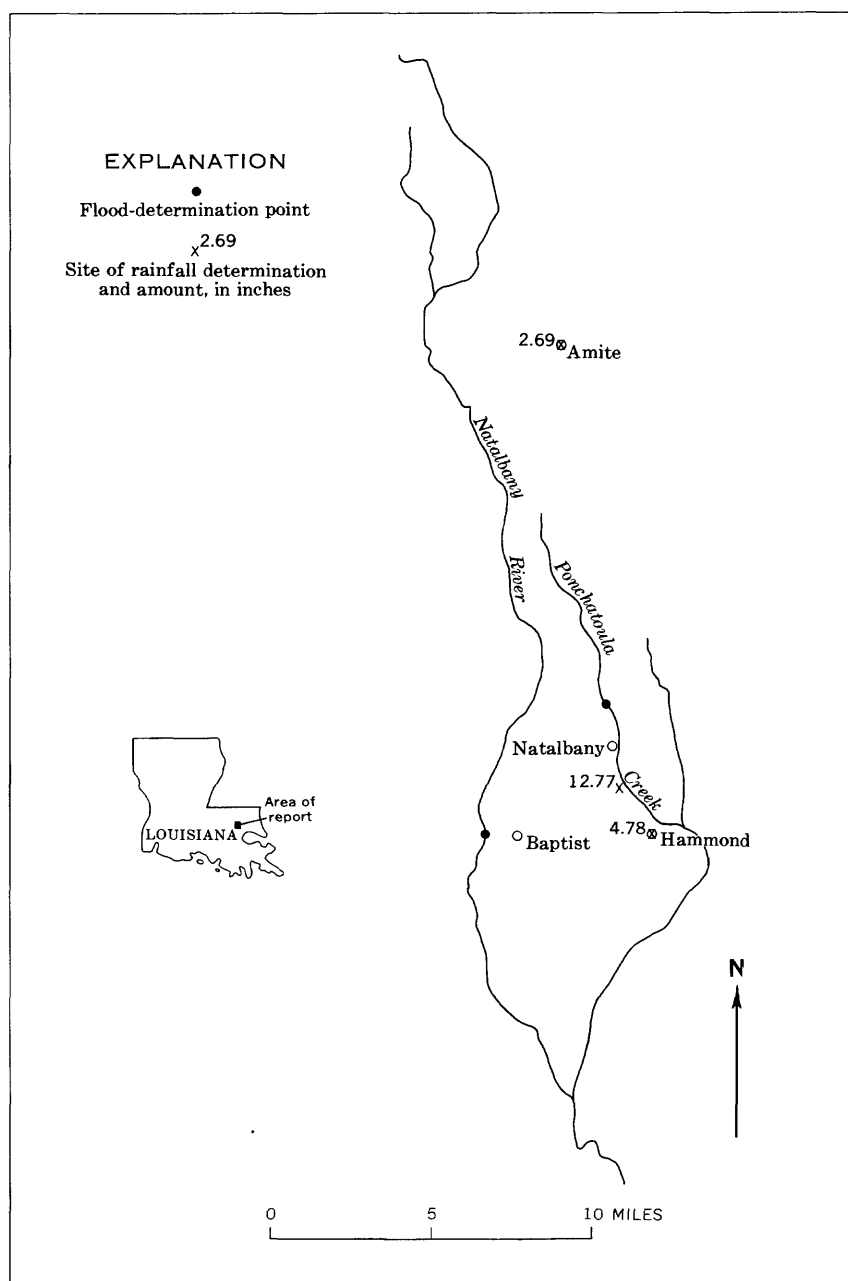 EXPLANATION
Flood-determination point
2.69
Site of rainfall determination
and amount, in inches
2.69
Amite
Natalbany
River
Ponchatoula
Creek
Natalbany
12.77
4.78
Hammond
Baptist
Area of
report
LOUISIANA
N
0 5 10 MILES